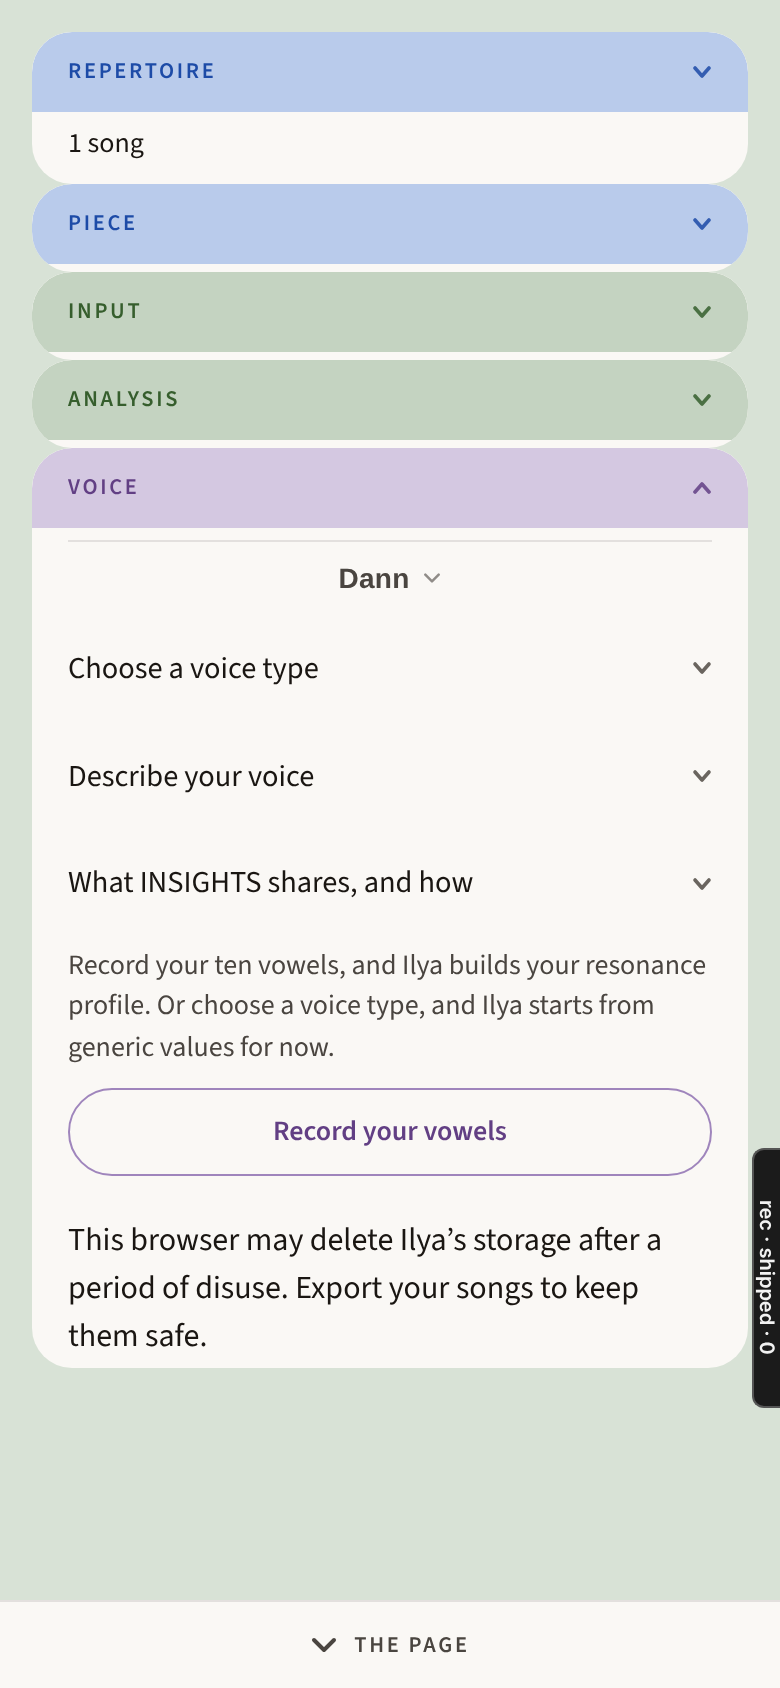 REPERTOIRE
1 song
PIECE
INPUT
ANALYSIS
VOICE
Dann
Choose a voice type
Describe your voice
What INSIGHTS shares, and how
Record your ten vowels, and Ilya builds your resonance
profile. Or choose a voice type, and Ilya starts from
generic values for now.
Record your vowels
rec · shipped · 0
This browser may delete Ilya’s storage after a
period of disuse. Export your songs to keep
them safe.
THE PAGE